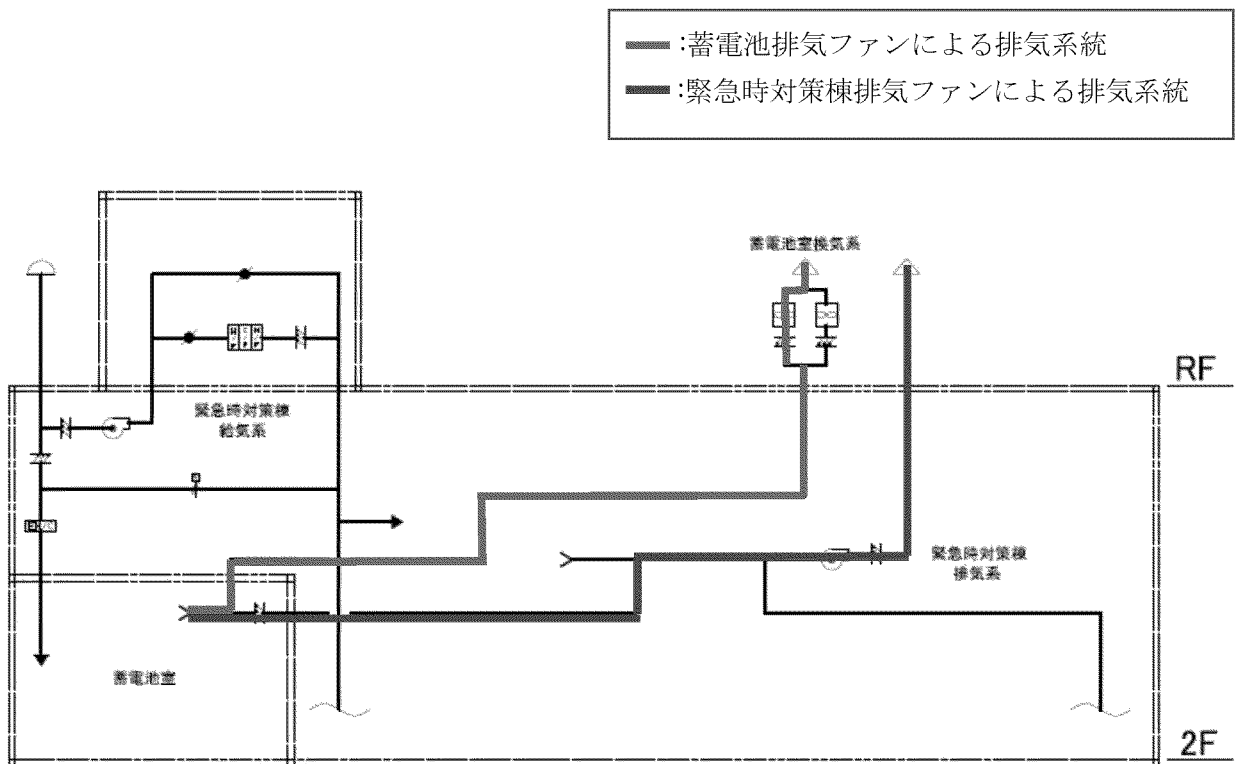 :蓄電池排気ファンによる排気系統
:緊急時対策棟排気ファンによる排気系統
蓄電池室換気系
RF
緊急時対策棟
給気系
緊急時対策棟
排気系
蓄電池室
2F